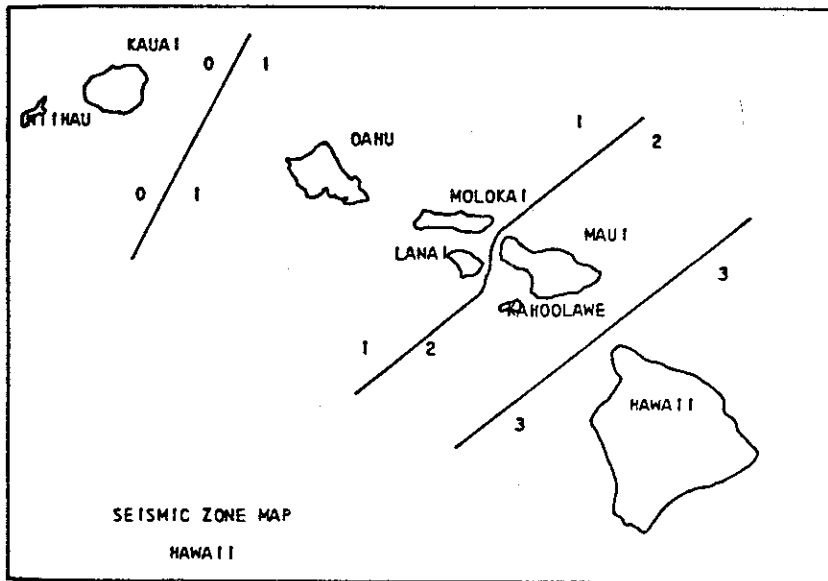 KAUAI
0 1
NIIHAU
OAHU
1
2
0 1
MOLOKAI
MAUI
LANAI
3
KAHOOLAWE
1
2
HAWAII
3
SEISMIC ZONE MAP
HAWAII